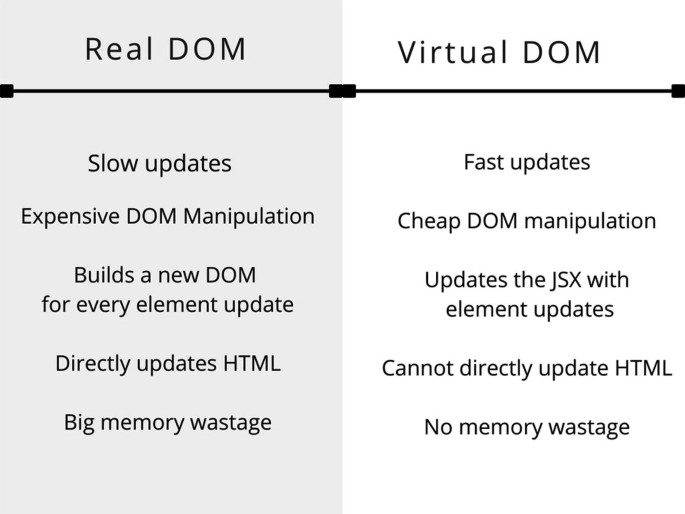 Real DOM
Slow updates
Expensive DOM Manipulation
Builds a new DOM
for every element update
Directly updates HTML
Big memory wastage
Virtual DOM
Fast updates
Cheap DOM manipulation
Updates the JSX with
element updates
Cannot directly update HTML
No memory wastage